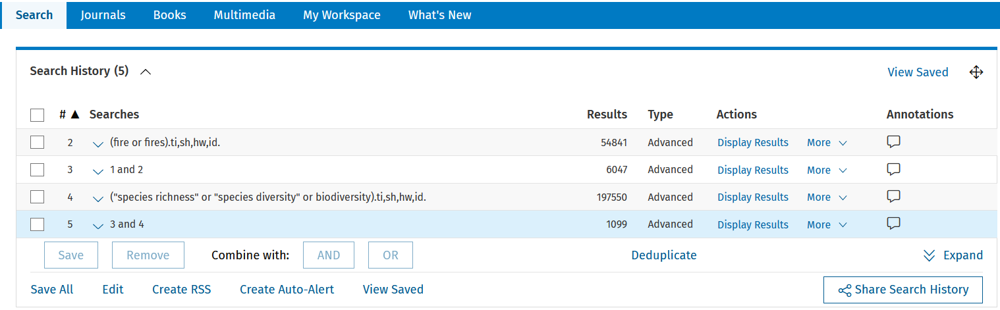 Search Journals Books Multimedia My Workspace What's New
Search History (5) View Saved
# ▲ Searches Results Type Actions Annotations
2 (fire or fires).ti,sh,hw,id. 54841 Advanced Display Results More
3 1 and 2 6047 Advanced Display Results More
4 ("species richness" or "species diversity" or biodiversity).ti,sh,hw,id. 197550 Advanced Display Results More
5 3 and 4 1099 Advanced Display Results More
Save Remove Combine with: AND OR Deduplicate Expand
Save All Edit Create RSS Create Auto-Alert View Saved Share Search History